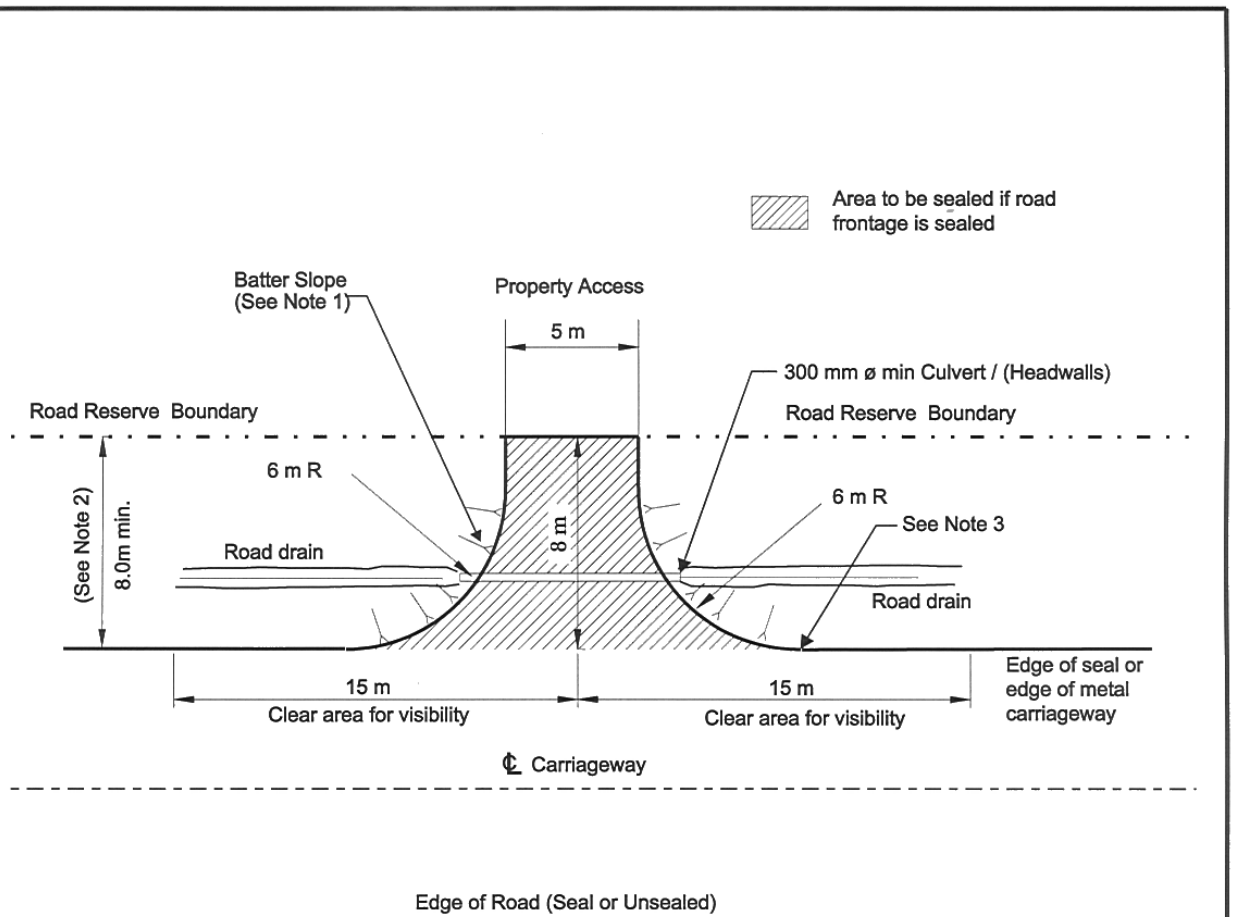 Area to be sealed if road
frontage is sealed
Batter Slope
(See Note 1)
Property Access
5 m
300 mm ø min Culvert / (Headwalls)
Road Reserve Boundary
Road Reserve Boundary
6 m R
6 m R
See Note 3
(See Note 2)
8.0m min.
8 m
Road drain
Road drain
15 m
Clear area for visibility
15 m
Clear area for visibility
Edge of seal or
edge of metal
carriageway
℄ Carriageway
Edge of Road (Seal or Unsealed)